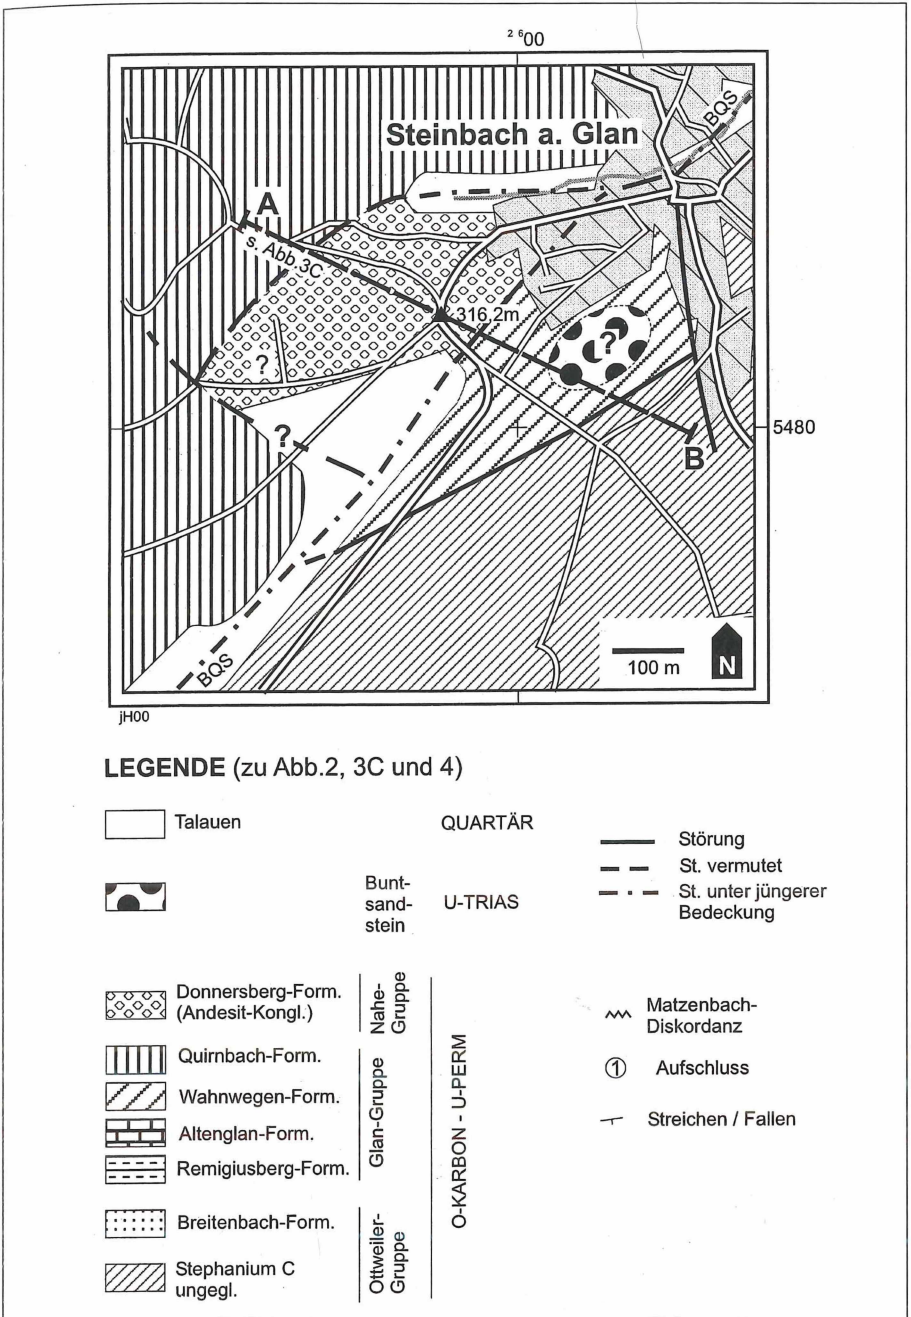 ²⁶00
BQS
Steinbach a. Glan
A
s. Abb.3C
316,2m
?
?
?
5480
B
BQS
100 m
N
jH00
LEGENDE (zu Abb.2, 3C und 4)
Talauen
QUARTÄR
Störung
St. vermutet
St. unter jüngerer
Bedeckung
Bunt-
sand-
stein
U-TRIAS
Donnersberg-Form.
(Andesit-Kongl.)
Nahe-
Gruppe
Quirnbach-Form.
Wahnwegen-Form.
Altenglan-Form.
Remigiusberg-Form.
Glan-Gruppe
Breitenbach-Form.
Stephanium C
ungegl.
Ottweiler-
Gruppe
O-KARBON - U-PERM
Matzenbach-
Diskordanz
1 Aufschluss
Streichen / Fallen